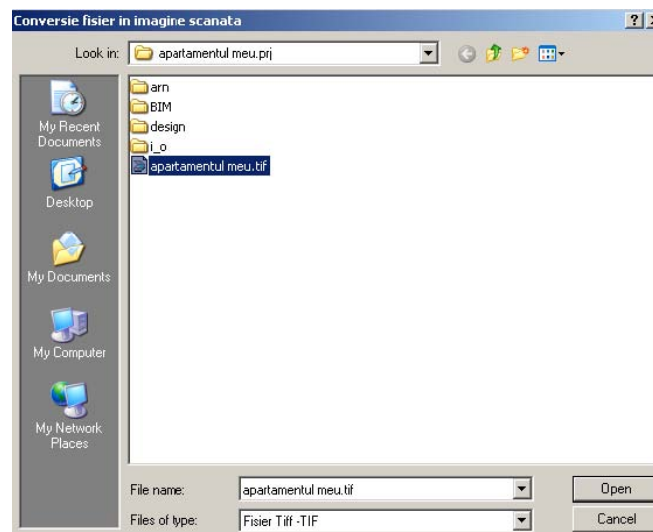 Conversie fisier in imagine scanata
Look in: apartamentul meu.prj
arn
BIM
design
i_o
apartamentul meu.tif
My Recent
Documents
Desktop
My Documents
My Computer
My Network
Places
File name: apartamentul meu.tif Open
Files of type: Fisier Tiff -TIF Cancel